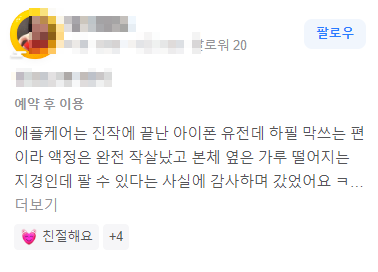 팔로워 20
팔로우
예약 후 이용
애플케어는 진작에 끝난 아이폰 유전데 하필 막쓰는 편
이라 액정은 완전 작살났고 본체 옆은 가루 떨어지는
지경인데 팔 수 있다는 사실에 감사하며 갔었어요 ㅋ...
더보기
친절해요 +4